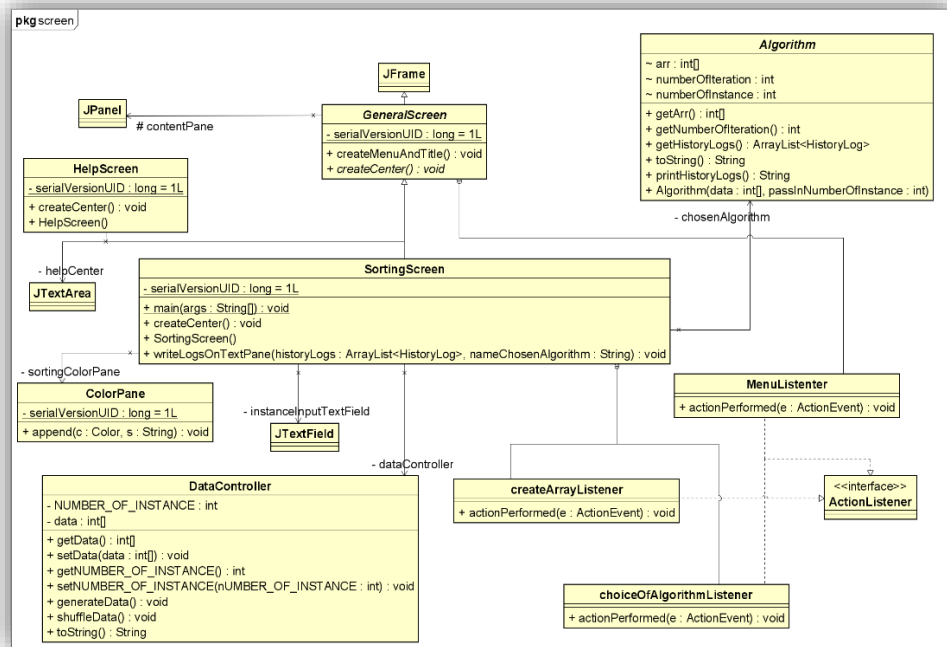 pkg screen
JFrame
JPanel
# contentPane
GeneralScreen
- serialVersionUID : long = 1L
+ createMenuAndTitle() : void
+ createCenter() : void
Algorithm
~ arr : int[]
~ numberOfIteration : int
~ numberOfInstance : int
+ getArr() : int[]
+ getNumberOfIteration() : int
+ getHistoryLogs() : ArrayList<HistoryLog>
+ toString() : String
+ printHistoryLogs() : String
+ Algorithm(data : int[], passInNumberOfInstance : int)
HelpScreen
- serialVersionUID : long = 1L
+ createCenter() : void
+ HelpScreen()
- chosenAlgorithm
- helpCenter
JTextArea
SortingScreen
- serialVersionUID : long = 1L
+ main(args : String[]) : void
+ createCenter() : void
+ SortingScreen()
+ writeLogsOnTextPane(historyLogs : ArrayList<HistoryLog>, nameChosenAlgorithm : String) : void
- sortingColorPane
ColorPane
- serialVersionUID : long = 1L
+ append(c : Color, s : String) : void
- instanceInputTextField
JTextField
- dataController
MenuListenter
+ actionPerformed(e : ActionEvent) : void
DataController
- NUMBER_OF_INSTANCE : int
- data : int[]
+ getData() : int[]
+ setData(data : int[]) : void
+ getNUMBER_OF_INSTANCE() : int
+ setNUMBER_OF_INSTANCE(nUMBER_OF_INSTANCE : int) : void
+ generateData() : void
+ shuffleData() : void
+ toString() : String
createArrayListener
+ actionPerformed(e : ActionEvent) : void
<<interface>>
ActionListener
choiceOfAlgorithmListener
+ actionPerformed(e : ActionEvent) : void